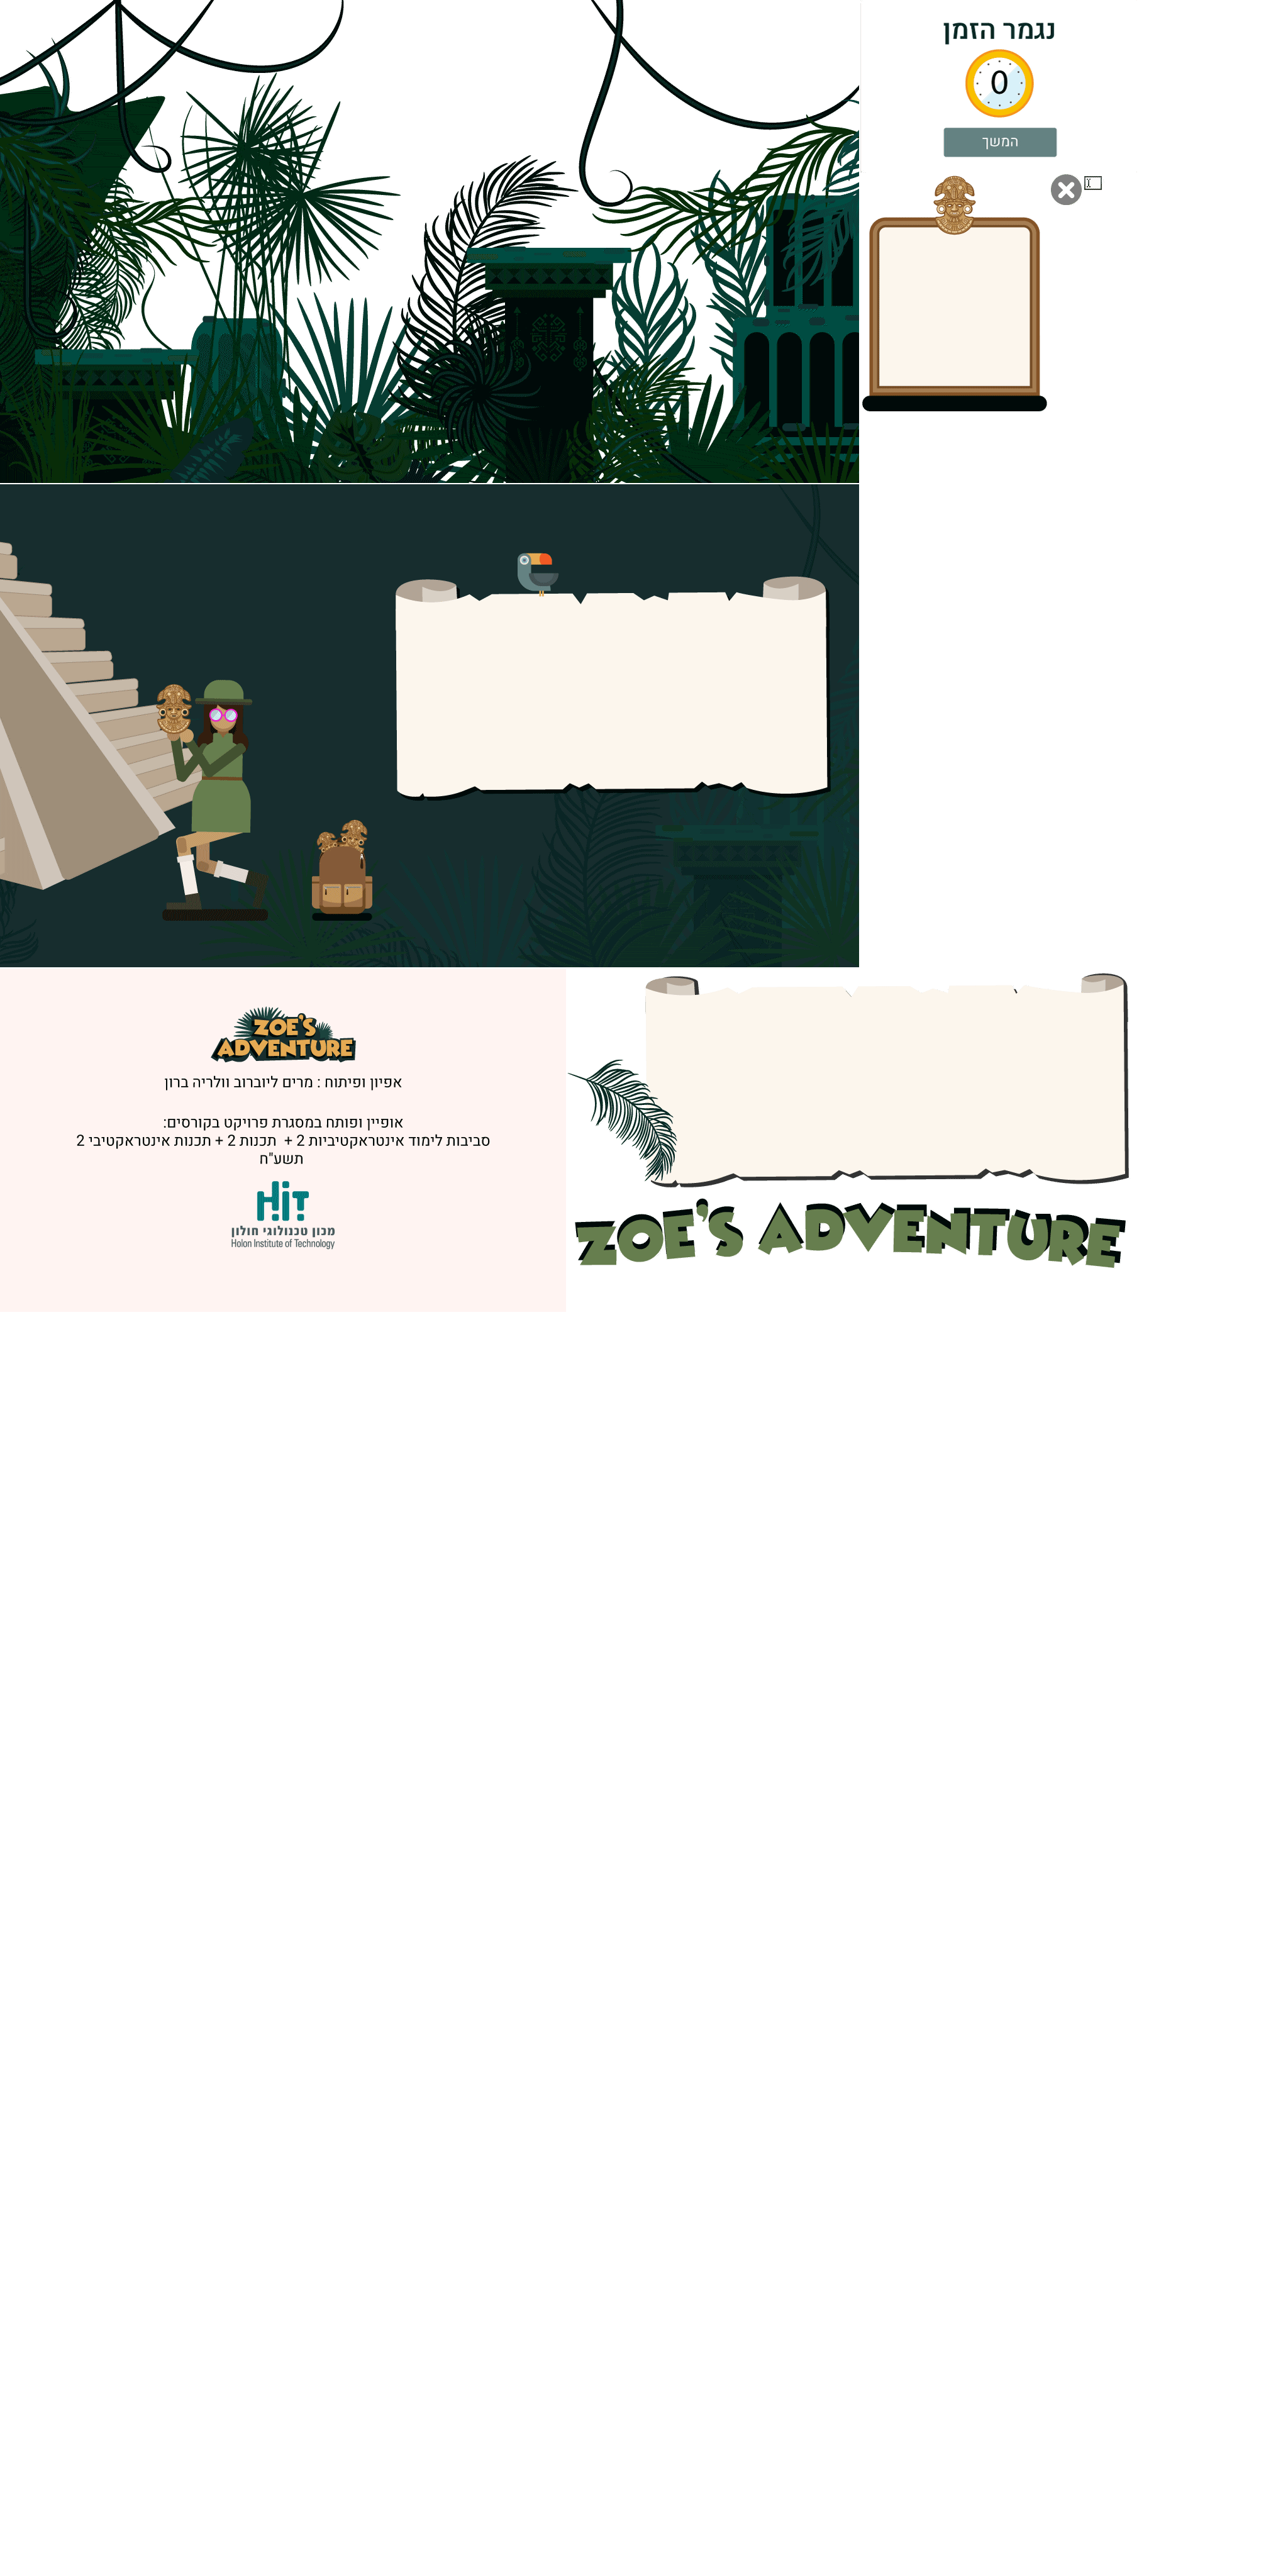 נגמר הזמן
0
המשך
ZOE'S
ADVENTURE
אפיון ופיתוח : מרים ליוברוב וולריה ברון
אופיין ופותח במסגרת פרויקט בקורסים:
סביבות לימוד אינטראקטיביות 2 + תכנות 2 + תכנות אינטראקטיבי 2
תשע"ח
HiT
מכון טכנולוגי חולון
Holon Institute of Technology
ZOE'S ADVENTURE